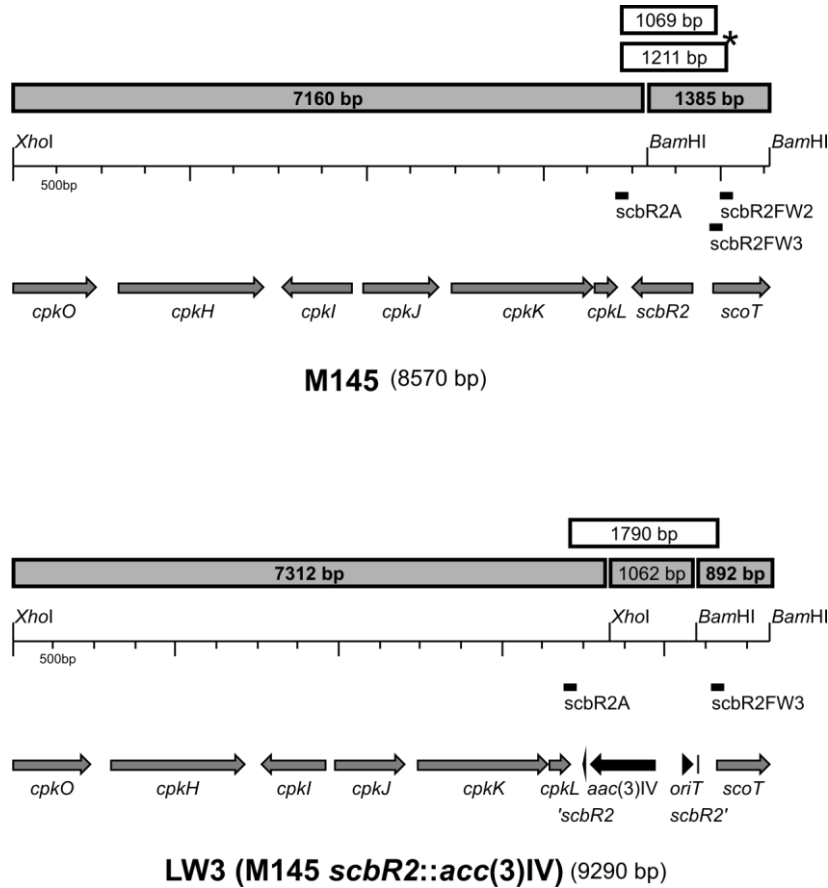 1069 bp
1211 bp *
7160 bp 1385 bp
XhoI BamHI BamHI
500bp
scbR2A scbR2FW2
scbR2FW3
cpkO cpkH cpkI cpkJ cpkK cpkL scbR2 scoT
M145 (8570 bp)
1790 bp
7312 bp 1062 bp 892 bp
XhoI XhoI BamHI BamHI
500bp
scbR2A scbR2FW3
cpkO cpkH cpkI cpkJ cpkK cpkL aac(3)IV oriT scoT
'scbR2 scbR2'
LW3 (M145 scbR2::acc(3)IV) (9290 bp)